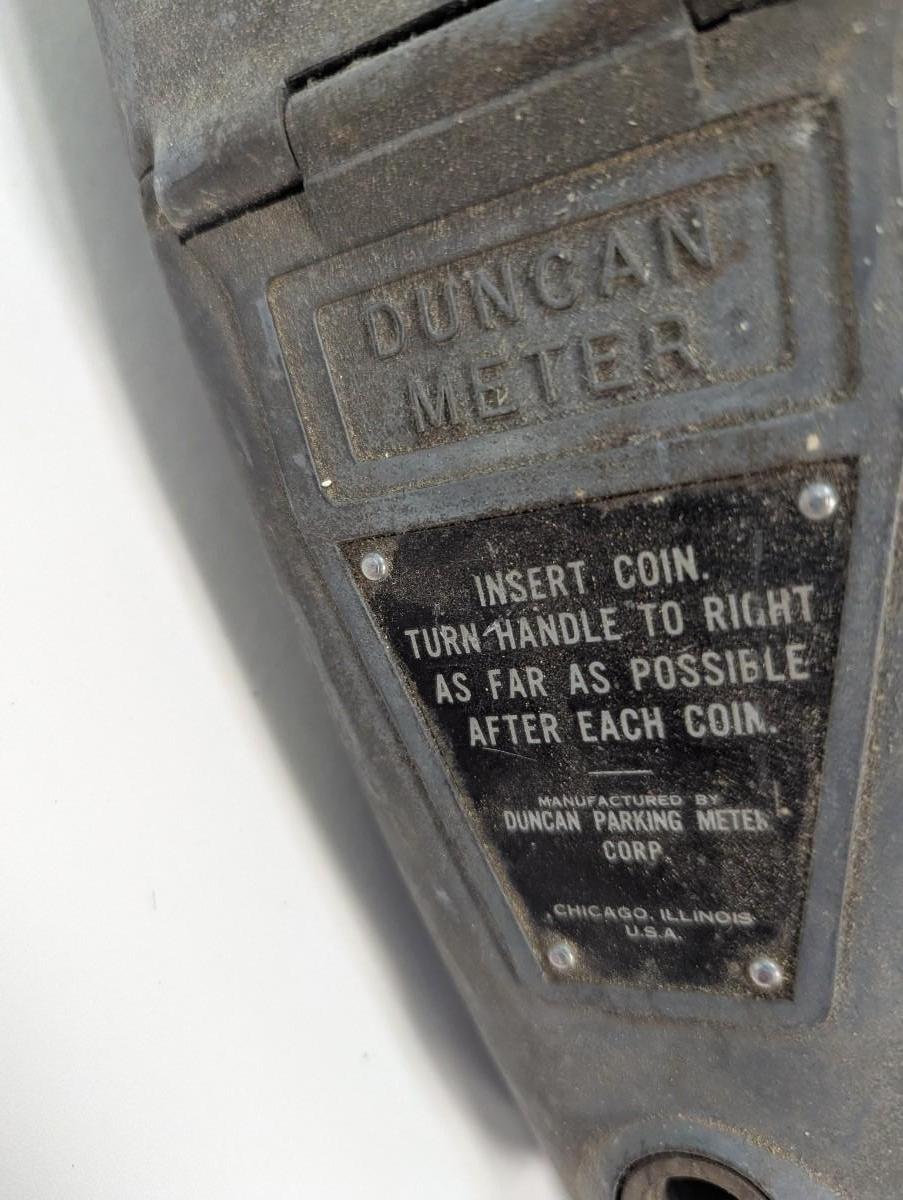 DUNCAN
METER
INSERT COIN.
TURN HANDLE TO RIGHT
AS FAR AS POSSIBLE
AFTER EACH COIN.
MANUFACTURED BY
DUNCAN PARKING METER
CORP.
CHICAGO, ILLINOIS
U.S.A.